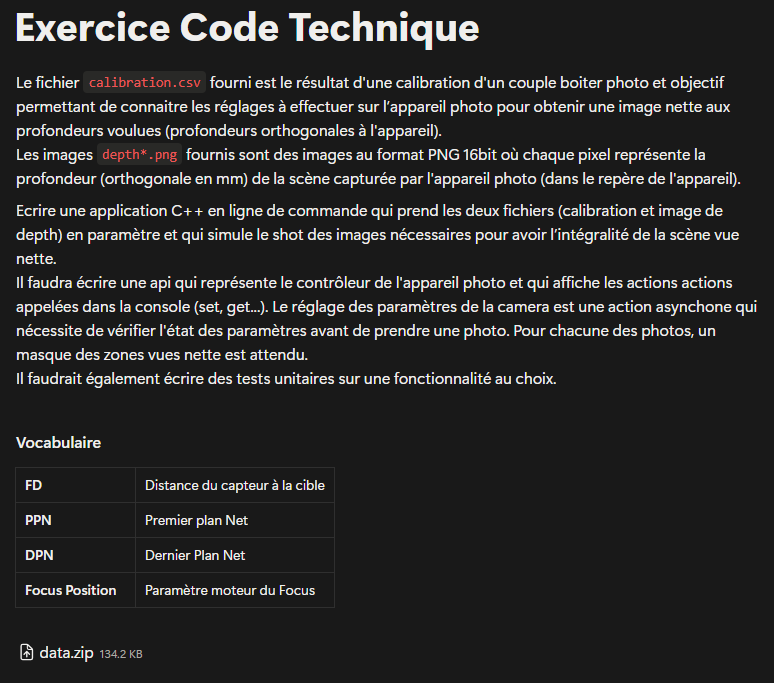 Exercice Code Technique
Le fichier calibration.csv fourni est le résultat d'une calibration d'un couple boiter photo et objectif
permettant de connaitre les réglages à effectuer sur l'appareil photo pour obtenir une image nette aux
profondeurs voulues (profondeurs orthogonales à l'appareil).
Les images depth*.png fournis sont des images au format PNG 16bit où chaque pixel représente la
profondeur (orthogonale en mm) de la scène capturée par l'appareil photo (dans le repère de l'appareil).
Ecrire une application C++ en ligne de commande qui prend les deux fichiers (calibration et image de
depth) en paramètre et qui simule le shot des images nécessaires pour avoir l'intégralité de la scène vue
nette.
Il faudra écrire une api qui représente le contrôleur de l'appareil photo et qui affiche les actions actions
appelées dans la console (set, get...). Le réglage des paramètres de la camera est une action asynchone qui
nécessite de vérifier l'état des paramètres avant de prendre une photo. Pour chacune des photos, un
masque des zones vues nette est attendu.
Il faudrait également écrire des tests unitaires sur une fonctionnalité au choix.
Vocabulaire
FD Distance du capteur à la cible
PPN Premier plan Net
DPN Dernier Plan Net
Focus Position Paramètre moteur du Focus
data.zip 134.2 KB